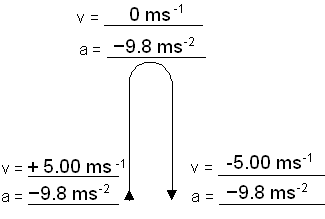 v = 0 ms⁻¹
a = −9.8 ms⁻²
v = + 5.00 ms⁻¹
a = −9.8 ms⁻²
v = -5.00 ms⁻¹
a = −9.8 ms⁻²